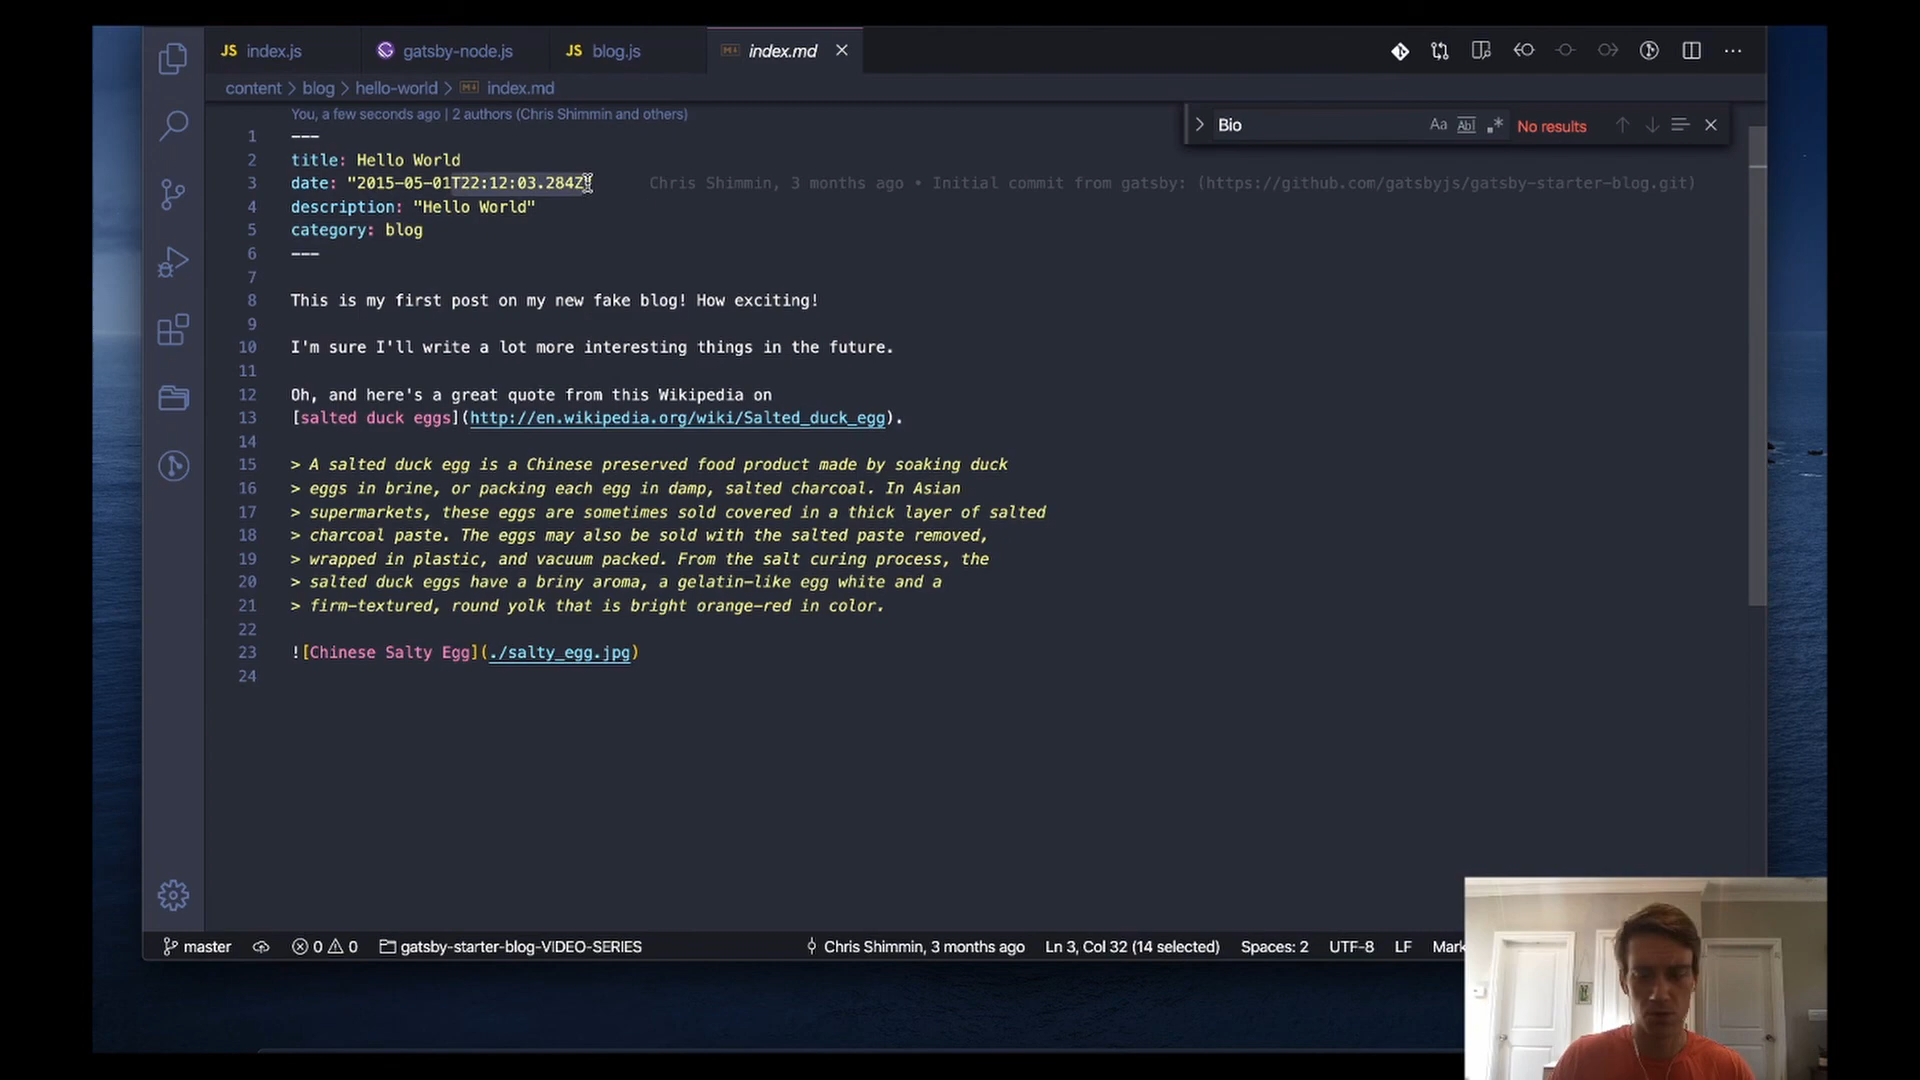 JS index.js
gatsby-node.js
JS blog.js
index.md
content > blog > hello-world > index.md
You, a few seconds ago | 2 authors (Chris Shimmin and others)
Bio
Aa
Abl
.*
No results
1 ---
2 title: Hello World
3 date: "2015-05-01T22:12:03.284Z" Chris Shimmin, 3 months ago • Initial commit from gatsby: (https://github.com/gatsbyjs/gatsby-starter-blog.git)
4 description: "Hello World"
5 category: blog
6 ---
7
8 This is my first post on my new fake blog! How exciting!
9
10 I'm sure I'll write a lot more interesting things in the future.
11
12 Oh, and here's a great quote from this Wikipedia on
13 [salted duck eggs](http://en.wikipedia.org/wiki/Salted_duck_egg).
14
15 > A salted duck egg is a Chinese preserved food product made by soaking duck
16 > eggs in brine, or packing each egg in damp, salted charcoal. In Asian
17 > supermarkets, these eggs are sometimes sold covered in a thick layer of salted
18 > charcoal paste. The eggs may also be sold with the salted paste removed,
19 > wrapped in plastic, and vacuum packed. From the salt curing process, the
20 > salted duck eggs have a briny aroma, a gelatin-like egg white and a
21 > firm-textured, round yolk that is bright orange-red in color.
22
23 ![Chinese Salty Egg](./salty_egg.jpg)
24
master 0 0 gatsby-starter-blog-VIDEO-SERIES Chris Shimmin, 3 months ago Ln 3, Col 32 (14 selected) Spaces: 2 UTF-8 LF Mark